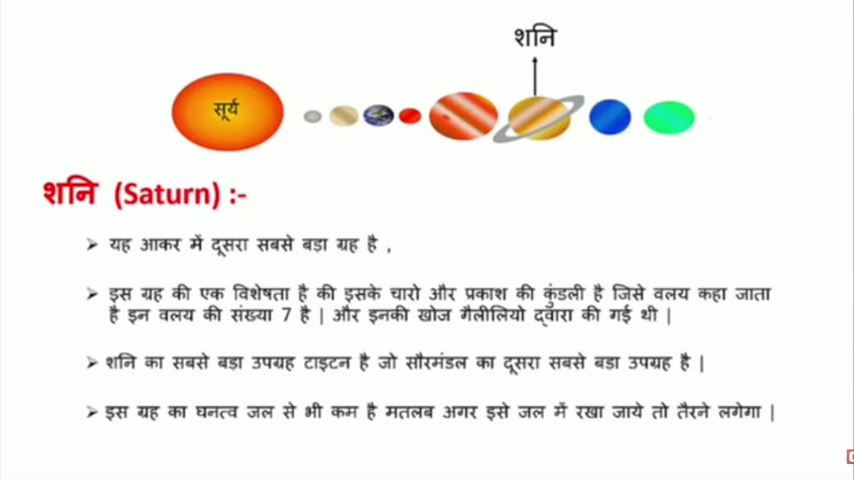 शनि
सूर्य
शनि (Saturn) :-
➢ यह आकर में दूसरा सबसे बड़ा ग्रह है ,
➢ इस ग्रह की एक विशेषता है की इसके चारो और प्रकाश की कुंडली है जिसे वलय कहा जाता
है इन वलय की संख्या 7 है | और इनकी खोज गैलीलियो द्वारा की गई थी |
➢ शनि का सबसे बड़ा उपग्रह टाइटन है जो सौरमंडल का दूसरा सबसे बड़ा उपग्रह है |
➢ इस ग्रह का घनत्व जल से भी कम है मतलब अगर इसे जल में रखा जाये तो तैरने लगेगा |